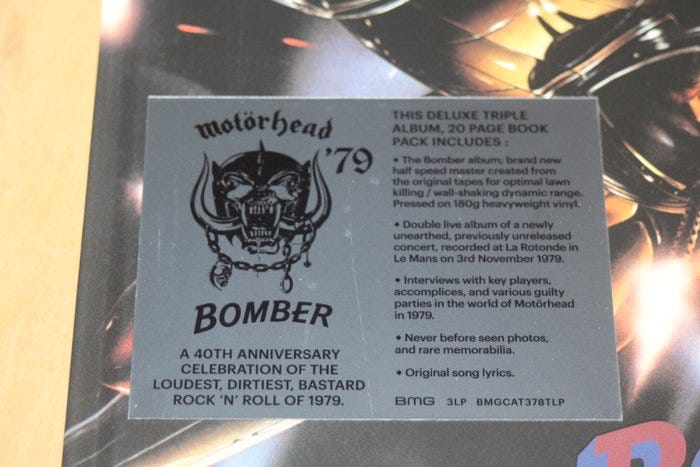 Motörhead
'79
BOMBER
A 40TH ANNIVERSARY
CELEBRATION OF THE
LOUDEST, DIRTIEST, BASTARD
ROCK 'N' ROLL OF 1979.
THIS DELUXE TRIPLE
ALBUM, 20 PAGE BOOK
PACK INCLUDES :
◆ The Bomber album; brand new
half speed master created from
the original tapes for optimal lawn
killing / wall-shaking dynamic range.
Pressed on 180g heavyweight vinyl.
◆ Double live album of a newly
unearthed, previously unreleased
concert, recorded at La Rotonde in
Le Mans on 3rd November 1979.
◆ Interviews with key players,
accomplices, and various guilty
parties in the world of Motörhead
in 1979.
◆ Never before seen photos,
and rare memorabilia.
◆ Original song lyrics.
BMG 3LP BMGCAT378TLP